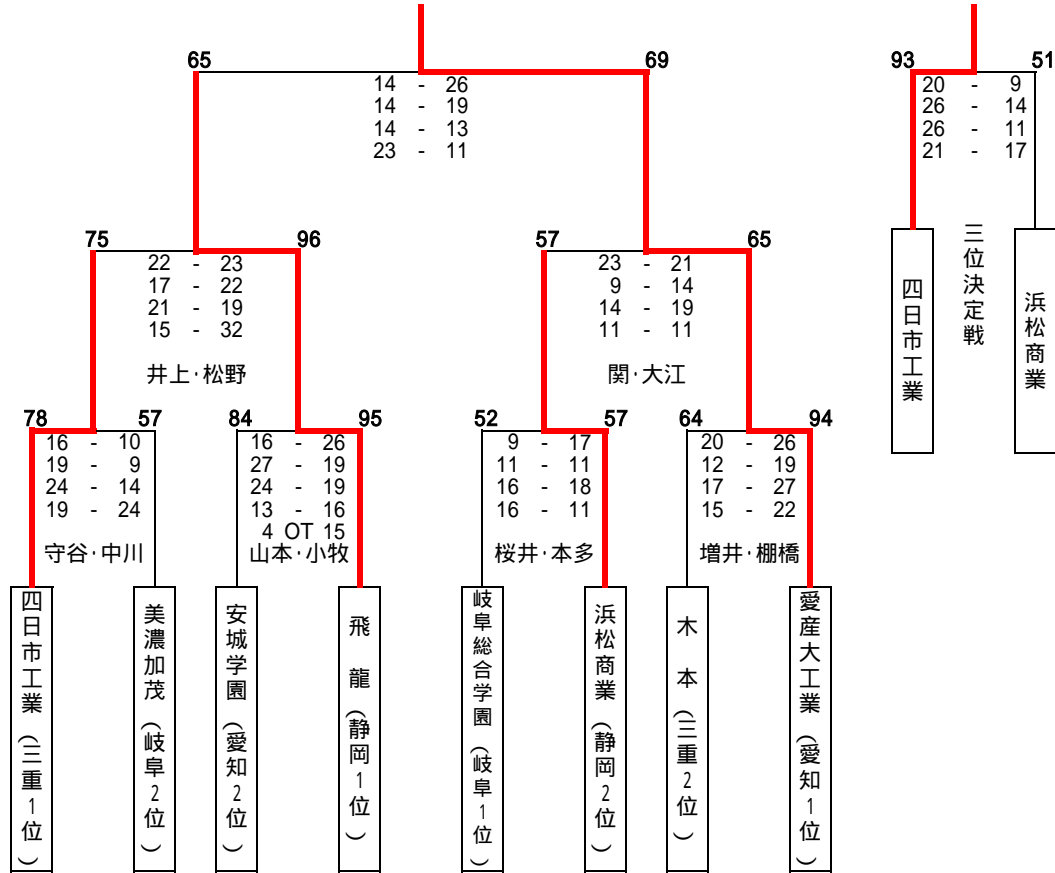 65 69
14 - 26
14 - 19
14 - 13
23 - 11
93 51
20 - 9
26 - 14
26 - 11
21 - 17
三位決定戦
四日市工業
浜松商業
75 96
22 - 23
17 - 22
21 - 19
15 - 32
井上・松野
57 65
23 - 21
9 - 14
14 - 19
11 - 11
関・大江
78 57
16 - 10
19 - 9
24 - 14
19 - 24
守谷・中川
84 95
16 - 26
27 - 19
24 - 19
13 - 16
4 OT 15
山本・小牧
52 57
9 - 17
11 - 11
16 - 18
16 - 11
桜井・本多
64 94
20 - 26
12 - 19
17 - 27
15 - 22
増井・棚橋
四日市工業(三重1位)
美濃加茂(岐阜2位)
安城学園(愛知2位)
飛龍(静岡1位)
岐阜総合学園(岐阜1位)
浜松商業(静岡2位)
木本(三重2位)
愛産大工業(愛知1位)